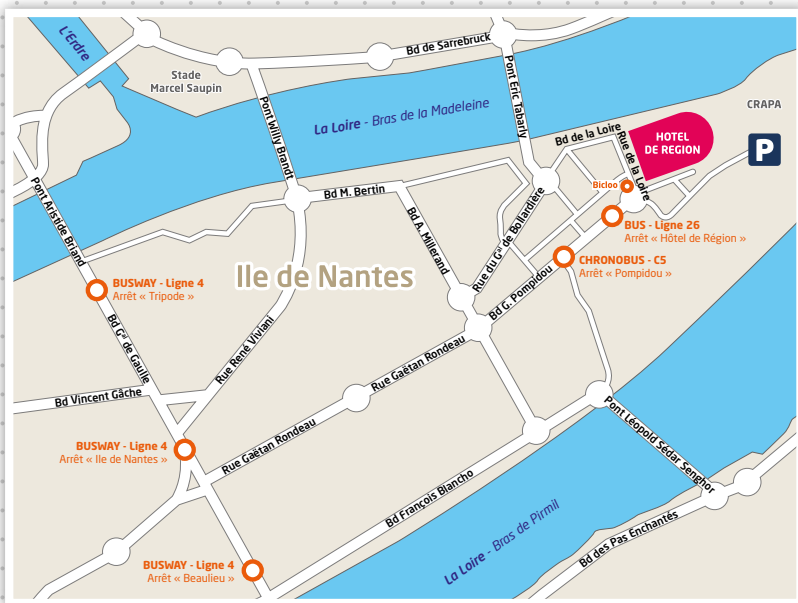 L'Erdre
Bd de Sarrebruck
Stade
Marcel Saupin
Pont Eric Tabarly
Pont Willy Brandt
La Loire - Bras de la Madeleine
CRAPA
P
HOTEL
DE REGION
Bd de la Loire
Rue de la Loire
Bicloo
Pont Aristide Briand
Bd M. Bertin
Bd A. Millerand
Rue du Gal de Bollardière
BUS - Ligne 26
Arrêt « Hôtel de Région »
CHRONOBUS - C5
Arrêt « Pompidou »
Ile de Nantes
BUSWAY - Ligne 4
Arrêt « Tripode »
Bd G. Pompidou
Bd Gal de Gaulle
Rue René Viviani
Rue Gaëtan Rondeau
Bd Vincent Gâche
Pont Léopold Sédar Senghor
BUSWAY - Ligne 4
Arrêt « Ile de Nantes »
Rue Gaëtan Rondeau
Bd François Blancho
La Loire - Bras de Pirmil
Bd des Pas Enchantés
BUSWAY - Ligne 4
Arrêt « Beaulieu »